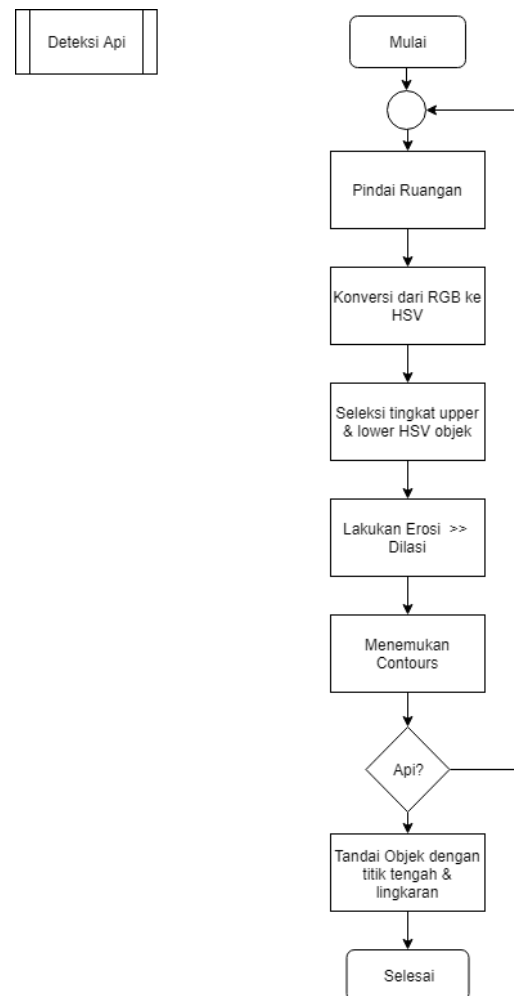 Deteksi Api
Mulai
Pindai Ruangan
Konversi dari RGB ke
HSV
Seleksi tingkat upper
& lower HSV objek
Lakukan Erosi >>
Dilasi
Menemukan
Contours
Api?
Tandai Objek dengan
titik tengah &
lingkaran
Selesai